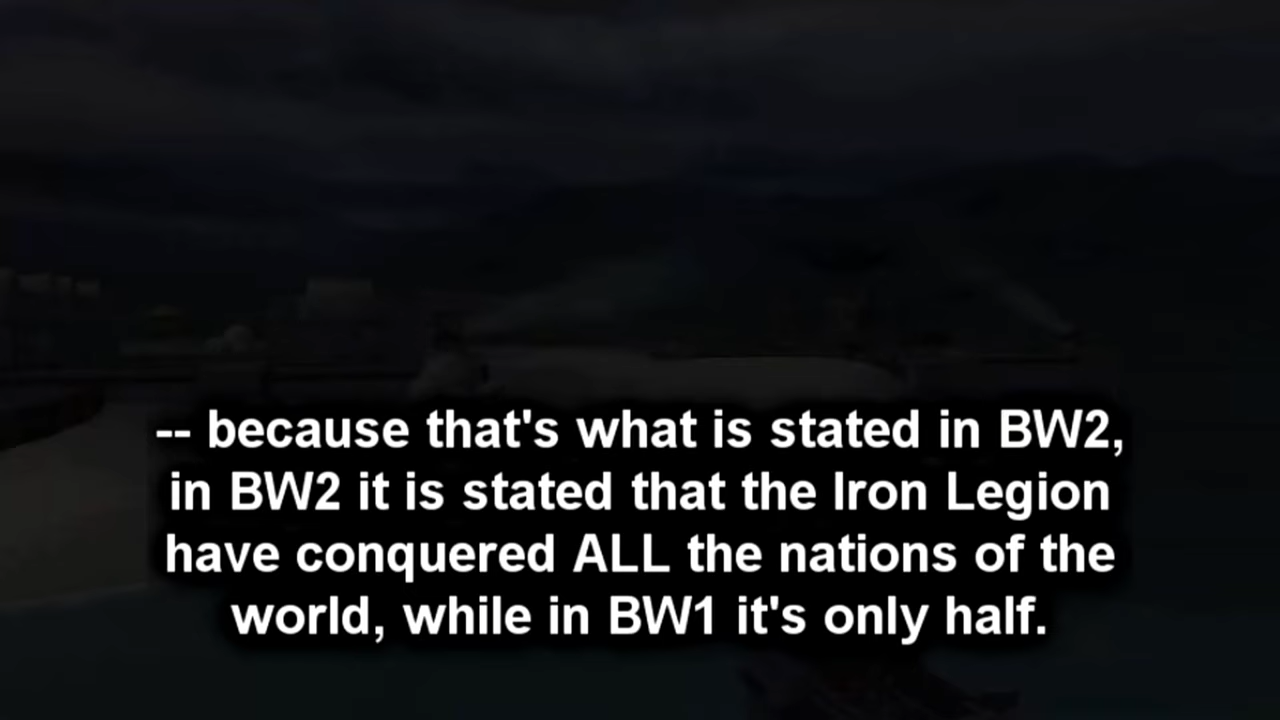 -- because that's what is stated in BW2,
in BW2 it is stated that the Iron Legion
have conquered ALL the nations of the
world, while in BW1 it's only half.